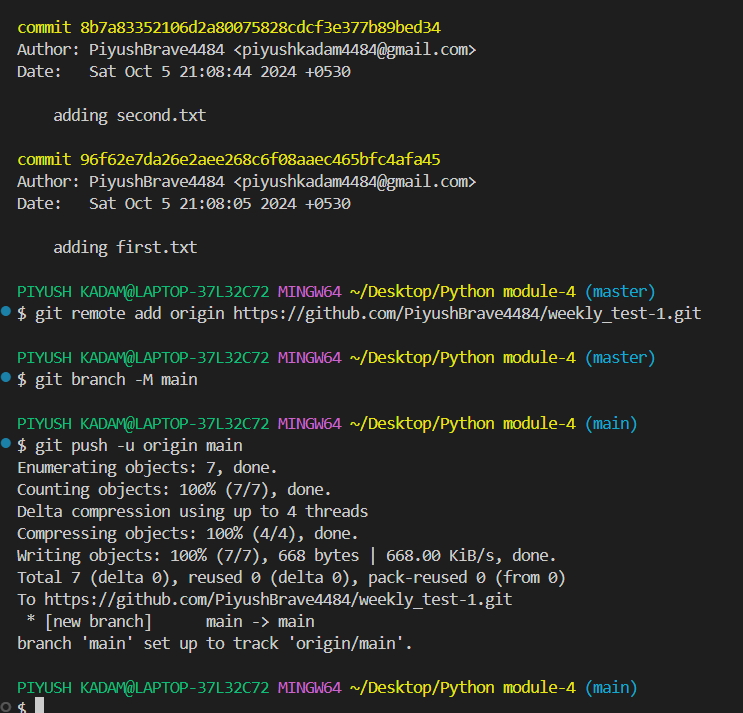 commit 8b7a83352106d2a80075828cdcf3e377b89bed34
Author: PiyushBrave4484 <piyushkadam4484@gmail.com>
Date:   Sat Oct 5 21:08:44 2024 +0530
    adding second.txt
commit 96f62e7da26e2aee268c6f08aaec465bfc4afa45
Author: PiyushBrave4484 <piyushkadam4484@gmail.com>
Date:   Sat Oct 5 21:08:05 2024 +0530
    adding first.txt
PIYUSH KADAM@LAPTOP-37L32C72 MINGW64 ~/Desktop/Python module-4 (master)
$ git remote add origin https://github.com/PiyushBrave4484/weekly_test-1.git
PIYUSH KADAM@LAPTOP-37L32C72 MINGW64 ~/Desktop/Python module-4 (master)
$ git branch -M main
PIYUSH KADAM@LAPTOP-37L32C72 MINGW64 ~/Desktop/Python module-4 (main)
$ git push -u origin main
Enumerating objects: 7, done.
Counting objects: 100% (7/7), done.
Delta compression using up to 4 threads
Compressing objects: 100% (4/4), done.
Writing objects: 100% (7/7), 668 bytes | 668.00 KiB/s, done.
Total 7 (delta 0), reused 0 (delta 0), pack-reused 0 (from 0)
To https://github.com/PiyushBrave4484/weekly_test-1.git
 * [new branch]      main -> main
branch 'main' set up to track 'origin/main'.
PIYUSH KADAM@LAPTOP-37L32C72 MINGW64 ~/Desktop/Python module-4 (main)
$